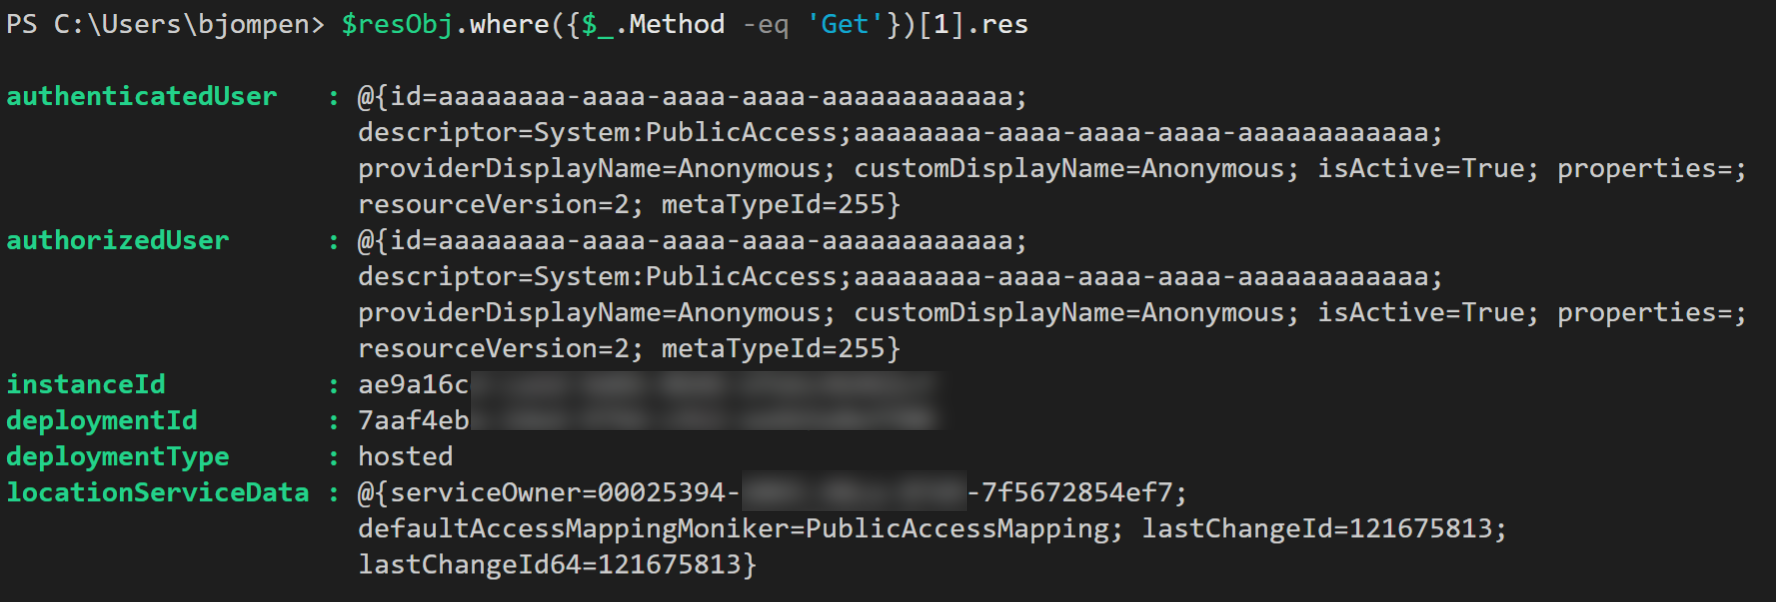 PS C:\Users\bjompen> $resObj.where({$_.Method -eq 'Get'})[1].res
authenticatedUser : @{id=aaaaaaaa-aaaa-aaaa-aaaa-aaaaaaaaaaaa;
descriptor=System:PublicAccess;aaaaaaaa-aaaa-aaaa-aaaa-aaaaaaaaaaaa;
providerDisplayName=Anonymous; customDisplayName=Anonymous; isActive=True; properties=;
resourceVersion=2; metaTypeId=255}
authorizedUser : @{id=aaaaaaaa-aaaa-aaaa-aaaa-aaaaaaaaaaaa;
descriptor=System:PublicAccess;aaaaaaaa-aaaa-aaaa-aaaa-aaaaaaaaaaaa;
providerDisplayName=Anonymous; customDisplayName=Anonymous; isActive=True; properties=;
resourceVersion=2; metaTypeId=255}
instanceId : ae9a16c
deploymentId : 7aaf4eb
deploymentType : hosted
locationServiceData : @{serviceOwner=00025394- -7f5672854ef7;
defaultAccessMappingMoniker=PublicAccessMapping; lastChangeId=121675813;
lastChangeId64=121675813}